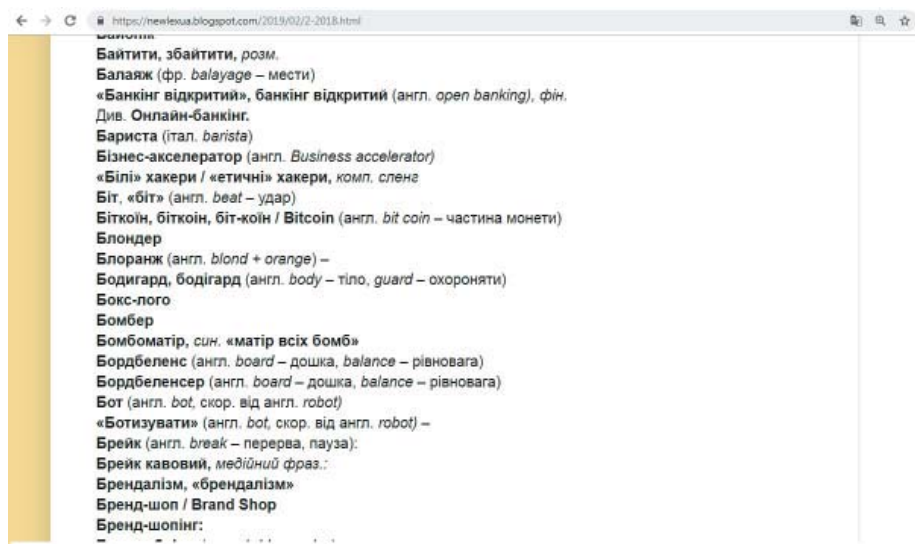 https://newlexua.blogspot.com/2019/02/2-2018.html
Байтити, збайтити, розм.
Балаяж (фр. balayage – мести)
«Банкінг відкритий», банкінг відкритий (англ. open banking), фін.
Див. Онлайн-банкінг.
Бариста (італ. barista)
Бізнес-акселератор (англ. Business accelerator)
«Білі» хакери / «етичні» хакери, комп. сленг
Біт, «біт» (англ. beat – удар)
Біткоїн, біткоін, біт-коїн / Bitcoin (англ. bit coin – частина монети)
Блондер
Блоранж (англ. blond + orange) –
Бодигард, бодігард (англ. body – тіло, guard – охороняти)
Бокс-лого
Бомбер
Бомбоматір, син. «матір всіх бомб»
Бордбеленс (англ. board – дошка, balance – рівновага)
Бордбеленсер (англ. board – дошка, balance – рівновага)
Бот (англ. bot, скор. від англ. robot)
«Ботизувати» (англ. bot, скор. від англ. robot) –
Брейк (англ. break – перерва, пауза):
Брейк кавовий, медійний фраз.:
Брендалізм, «брендалізм»
Бренд-шоп / Brand Shop
Бренд-шопінг: